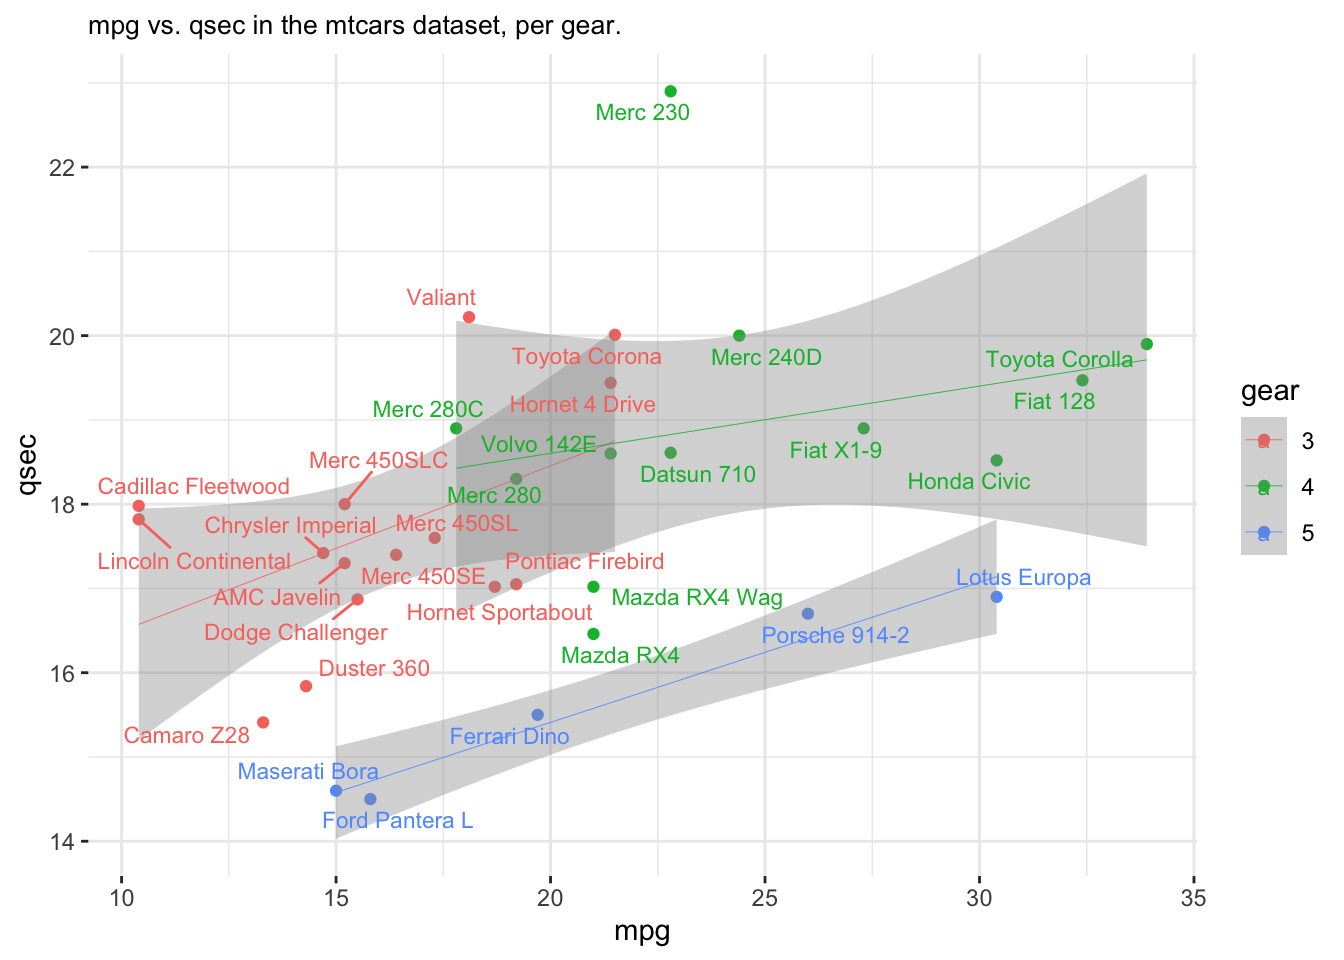 mpg vs. qsec in the mtcars dataset, per gear.
Merc 230
22
Valiant
20
Toyota Corona
Merc 240D
Toyota Corolla
Hornet 4 Drive
Fiat 128
Merc 280C
Volvo 142E
Fiat X1-9
Merc 450SLC
Datsun 710
Honda Civic
Cadillac Fleetwood
Merc 280
18
Chrysler Imperial
Merc 450SL
Lincoln Continental
Pontiac Firebird
Merc 450SE
Lotus Europa
AMC Javelin
Mazda RX4 Wag
Hornet Sportabout
Dodge Challenger
Porsche 914-2
Mazda RX4
16
Duster 360
Camaro Z28
Ferrari Dino
Maserati Bora
Ford Pantera L
14
10 15 20 25 30 35
mpg
qsec
gear
a 3
a 4
a 5